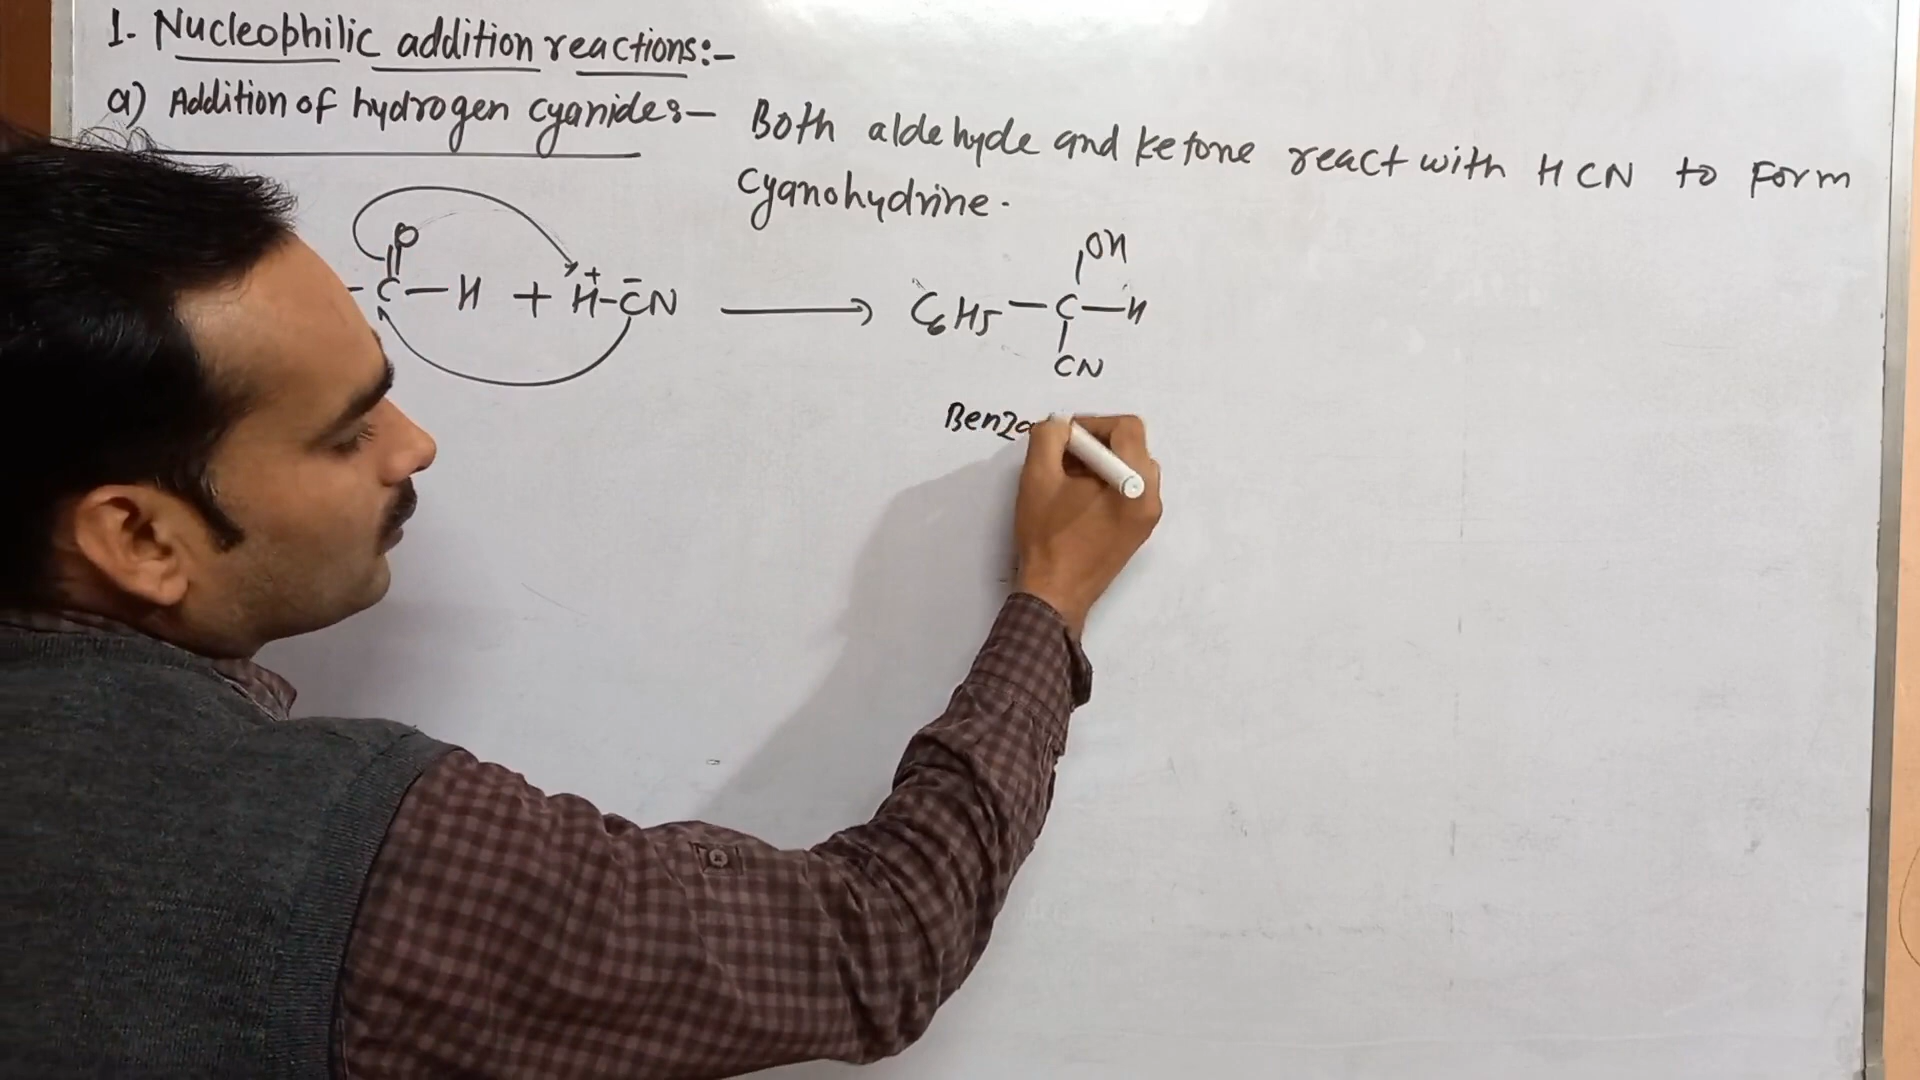 1- Nucleophilic addition reactions:-
a) Addition of hydrogen cyanides- Both aldehyde and ketone react with HCN to Form
Cyanohydrine.
O OH
-C-H + H-CN → C6H5-C-H
+ -
CN
Benza